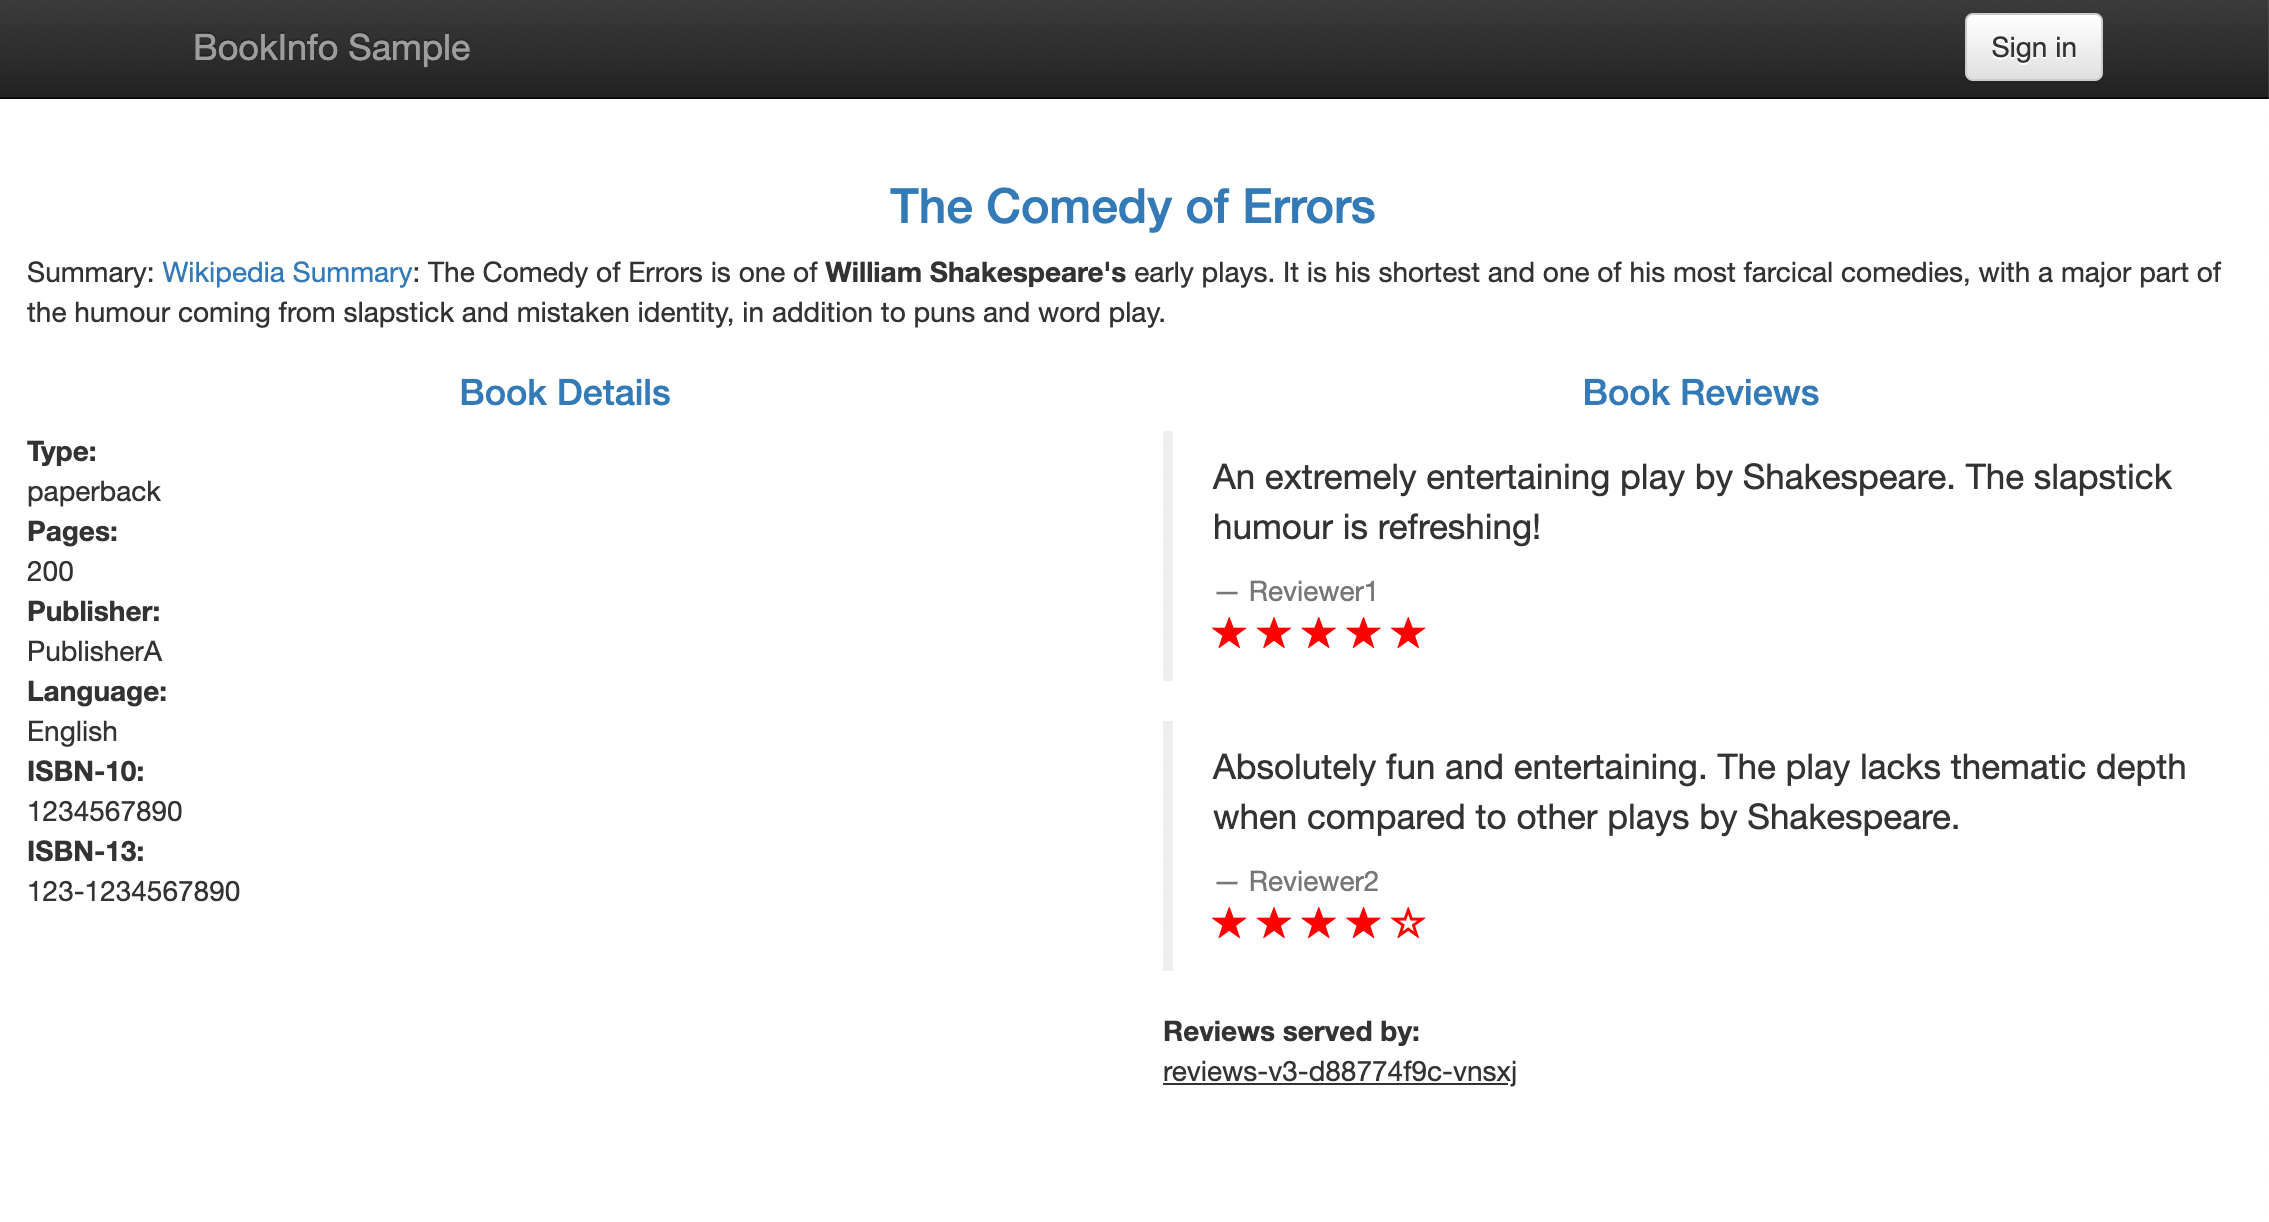 BookInfo Sample
Sign in
The Comedy of Errors
Summary: Wikipedia Summary: The Comedy of Errors is one of William Shakespeare's early plays. It is his shortest and one of his most farcical comedies, with a major part of
the humour coming from slapstick and mistaken identity, in addition to puns and word play.
Book Details
Type:
paperback
Pages:
200
Publisher:
PublisherA
Language:
English
ISBN-10:
1234567890
ISBN-13:
123-1234567890
Book Reviews
An extremely entertaining play by Shakespeare. The slapstick
humour is refreshing!
— Reviewer1
Absolutely fun and entertaining. The play lacks thematic depth
when compared to other plays by Shakespeare.
— Reviewer2
Reviews served by:
reviews-v3-d88774f9c-vnsxj